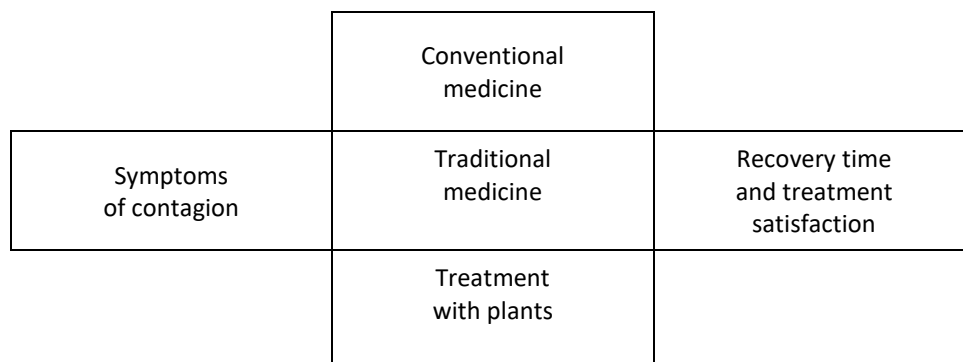 Conventional
medicine
Symptoms
of contagion
Traditional
medicine
Recovery time
and treatment
satisfaction
Treatment
with plants